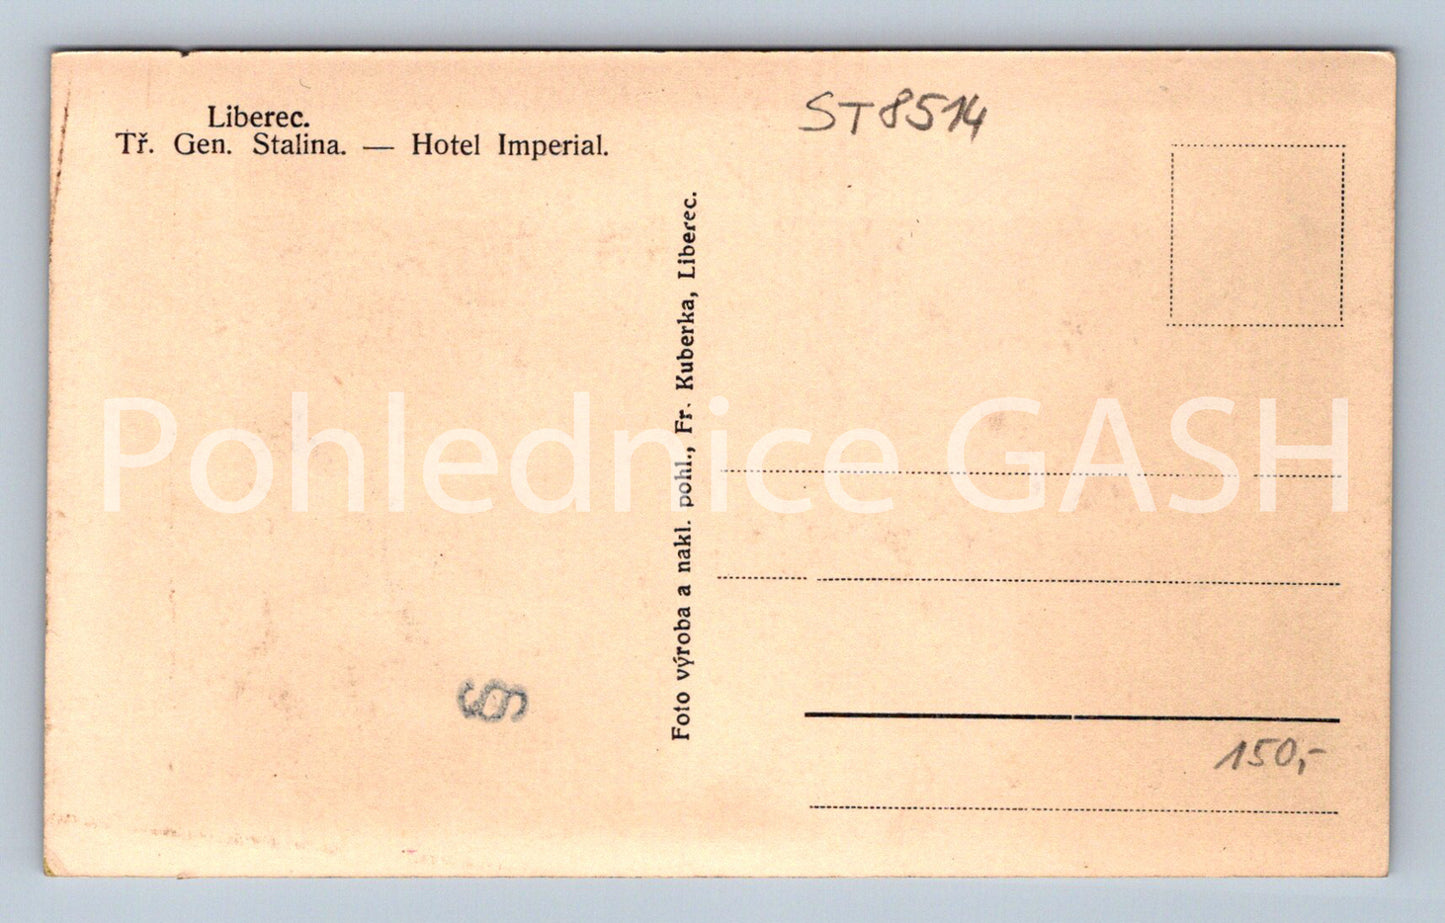 Liberec.
Tř. Gen. Stalina. — Hotel Imperial.
ST8514
Foto výroba a nakl. pohl., Fr. Kuberka, Liberec.
Pohlednice GASH
150,-